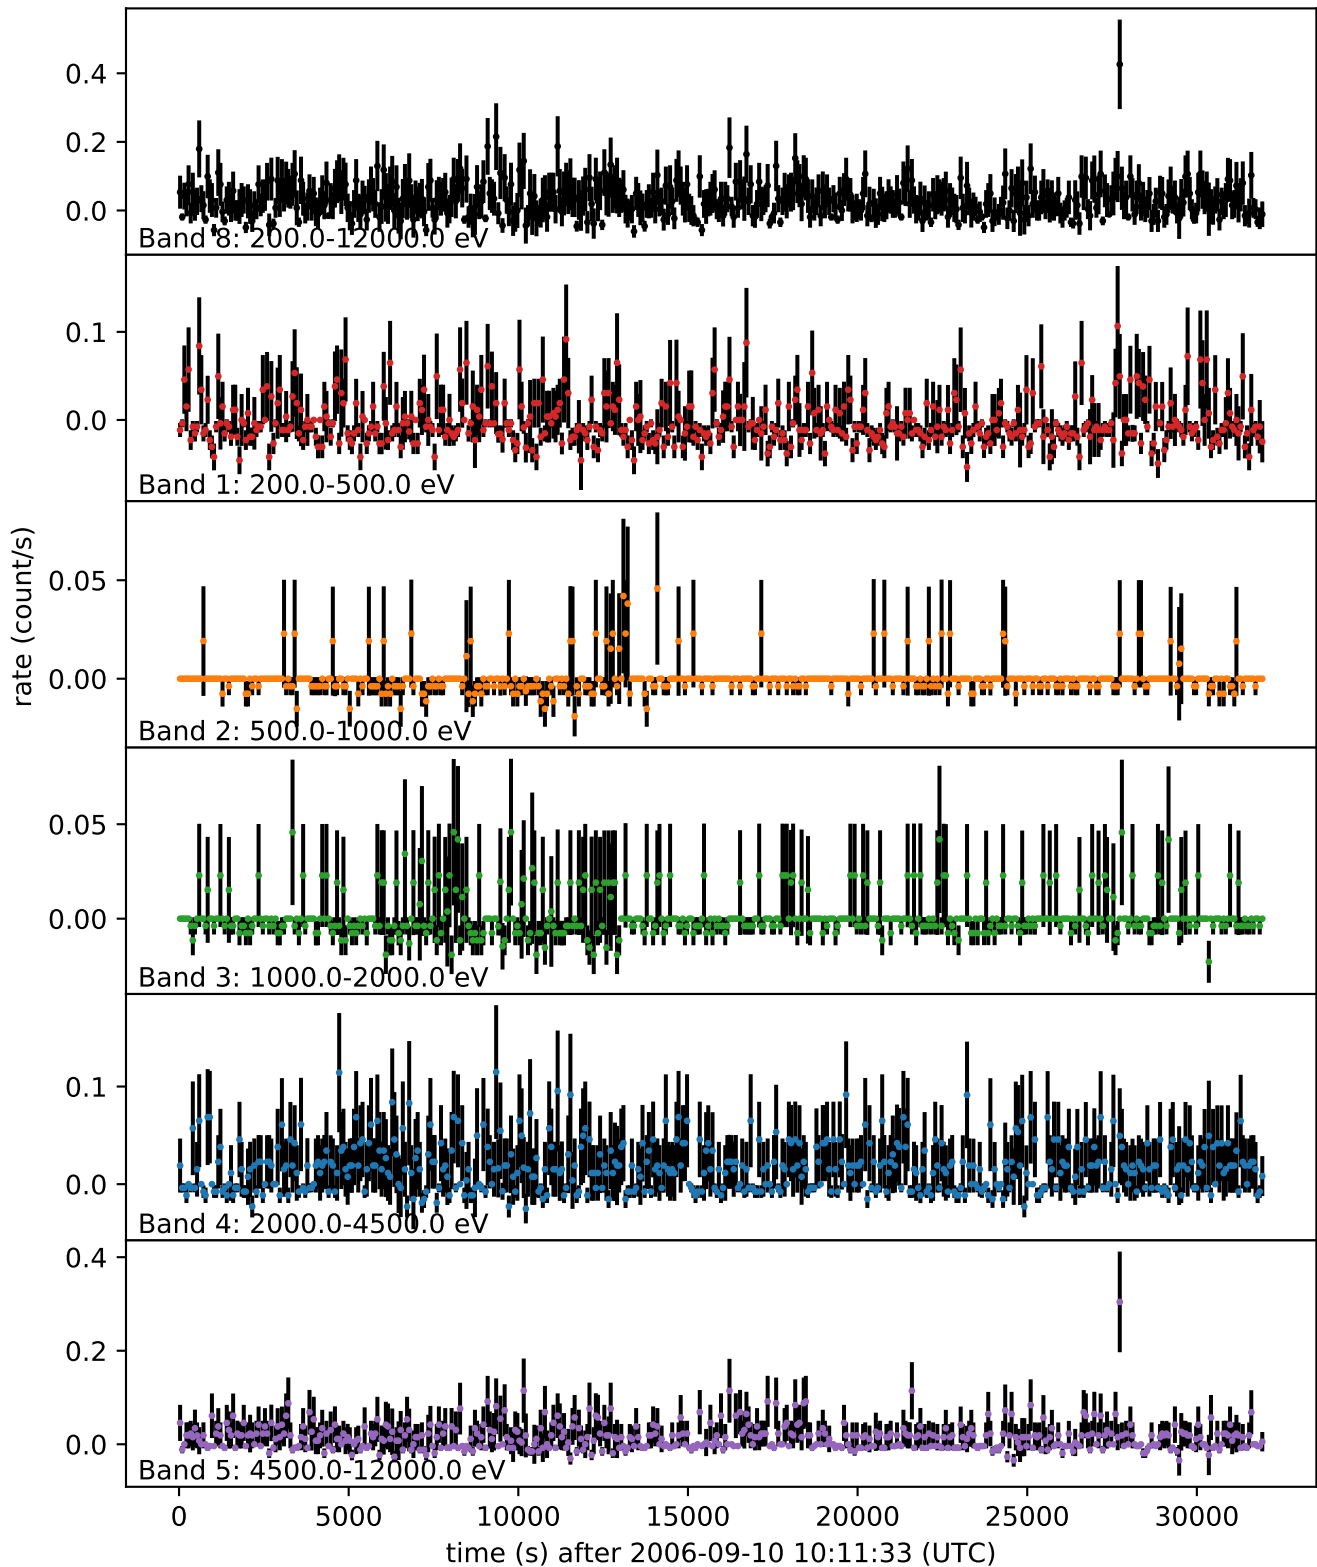 0.4
0.2
0.0
Band 8: 200.0-12000.0 eV
0.1
0.0
Band 1: 200.0-500.0 eV
rate (count/s)
0.05
0.00
Band 2: 500.0-1000.0 eV
0.05
0.00
Band 3: 1000.0-2000.0 eV
0.1
0.0
Band 4: 2000.0-4500.0 eV
0.4
0.2
0.0
Band 5: 4500.0-12000.0 eV
0 5000 10000 15000 20000 25000 30000
time (s) after 2006-09-10 10:11:33 (UTC)